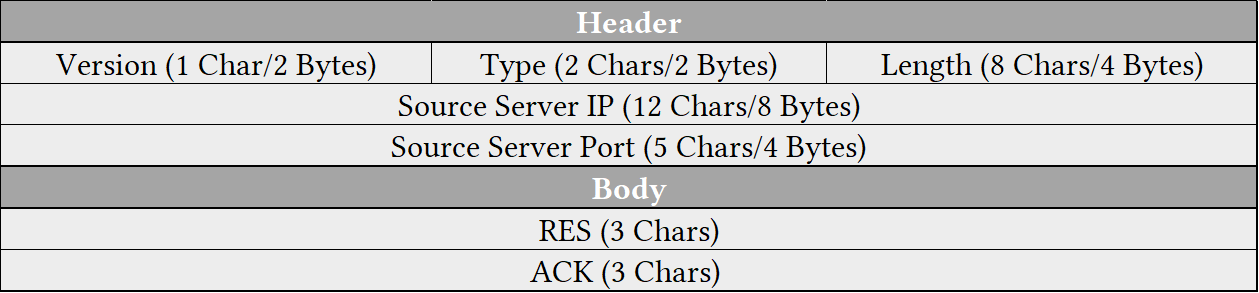 Header
Version (1 Char/2 Bytes) Type (2 Chars/2 Bytes) Length (8 Chars/4 Bytes)
Source Server IP (12 Chars/8 Bytes)
Source Server Port (5 Chars/4 Bytes)
Body
RES (3 Chars)
ACK (3 Chars)